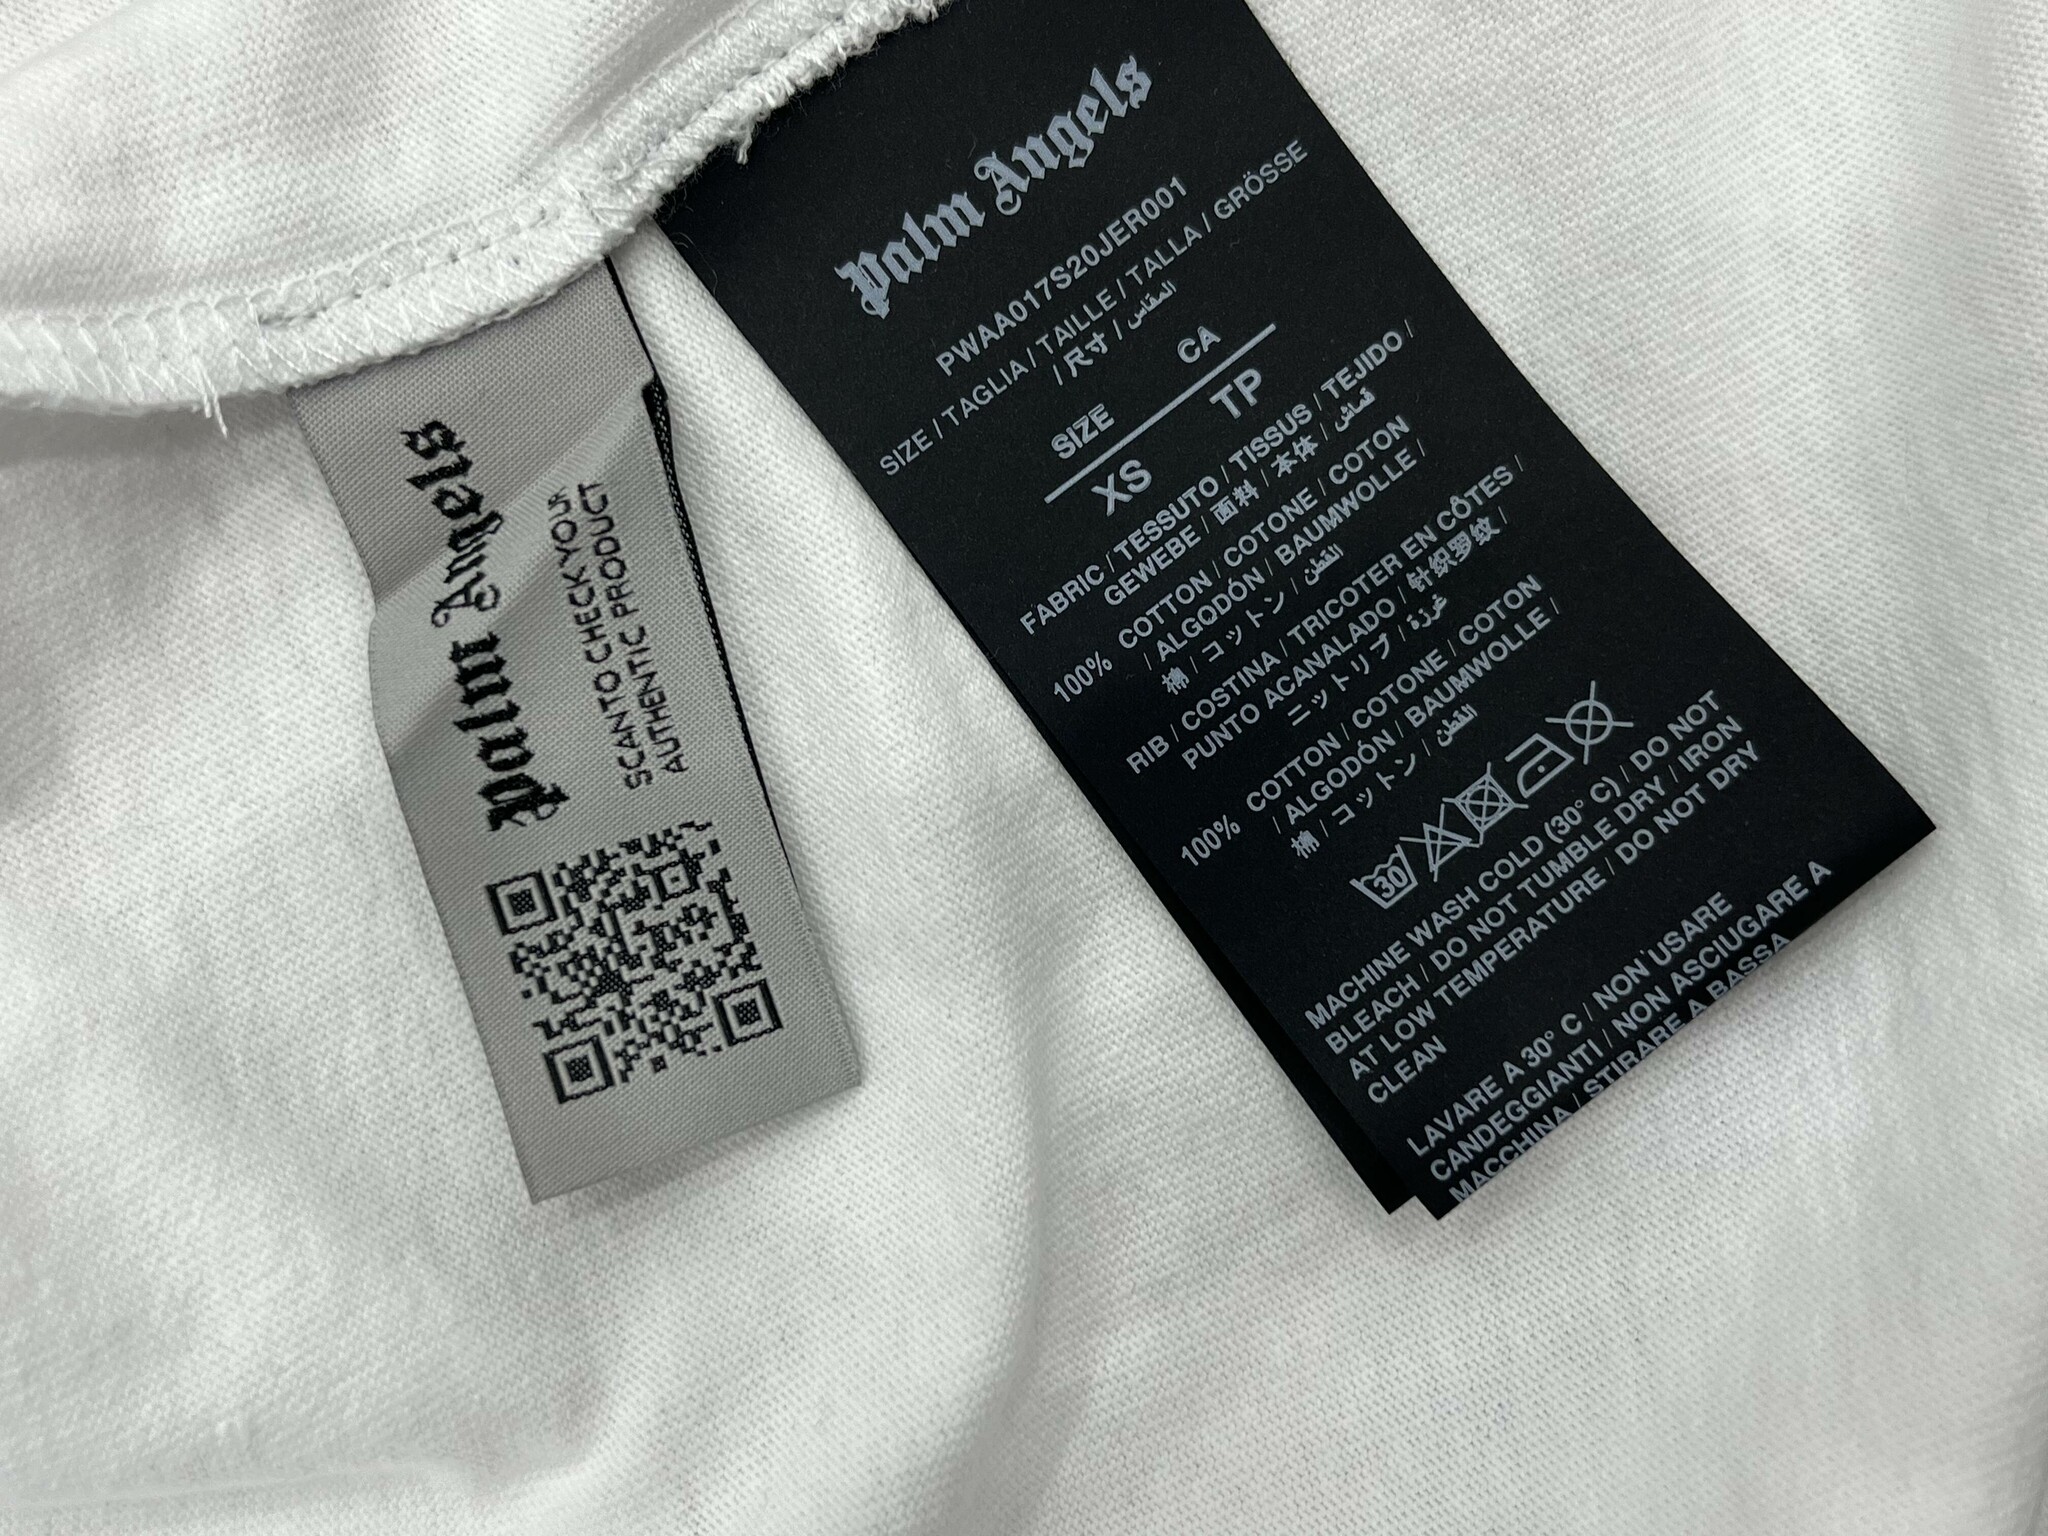 Palm Angels
SCAN TO CHECK YOUR
AUTHENTIC PRODUCT
Palm Angels
PWAA017S20JER001
SIZE / TAGLIA / TAILLE / TALLA / GRÖSSE
/ 尺寸 / المقاس
SIZE CA
XS TP
FABRIC / TESSUTO / TISSUS / TEJIDO /
GEWEBE / 面料 / 本体 / قماش
100% COTTON / COTONE / COTON
/ ALGODÓN / BAUMWOLLE /
棉 / コットン / القطن
RIB / COSTINA / TRICOTER EN CÔTES /
PUNTO ACANALADO / 针织罗纹 /
ニットリブ / غرزة
100% COTTON / COTONE / COTON
/ ALGODÓN / BAUMWOLLE /
棉 / コットン / القطن
30
MACHINE WASH COLD (30° C) / DO NOT
BLEACH / DO NOT TUMBLE DRY / IRON
AT LOW TEMPERATURE / DO NOT DRY
CLEAN
LAVARE A 30° C / NON USARE
CANDEGGIANTI / NON ASCIUGARE A
MACCHINA / STIRARE A BASSA